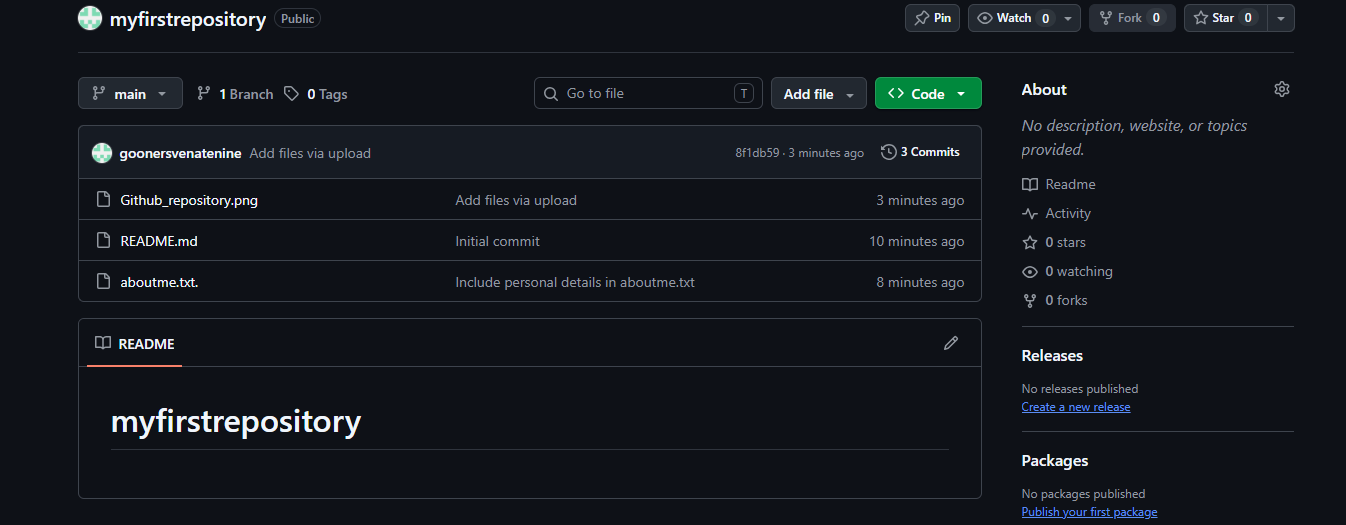 myfirstrepository Public Pin Watch 0 Fork 0 Star 0
main 1 Branch 0 Tags Go to file T Add file Code
goonersvenatenine Add files via upload 8f1db59 · 3 minutes ago 3 Commits
Github_repository.png Add files via upload 3 minutes ago
README.md Initial commit 10 minutes ago
aboutme.txt. Include personal details in aboutme.txt 8 minutes ago
README
myfirstrepository
About
No description, website, or topics
provided.
Readme
Activity
0 stars
0 watching
0 forks
Releases
No releases published
Create a new release
Packages
No packages published
Publish your first package